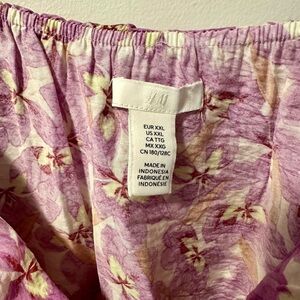 H&M
EUR XXL
US XXL
CA TTG
MX XXG
CN 180/128C
MADE IN
INDONESIA
FABRIQUÉ EN
INDONÉSIE